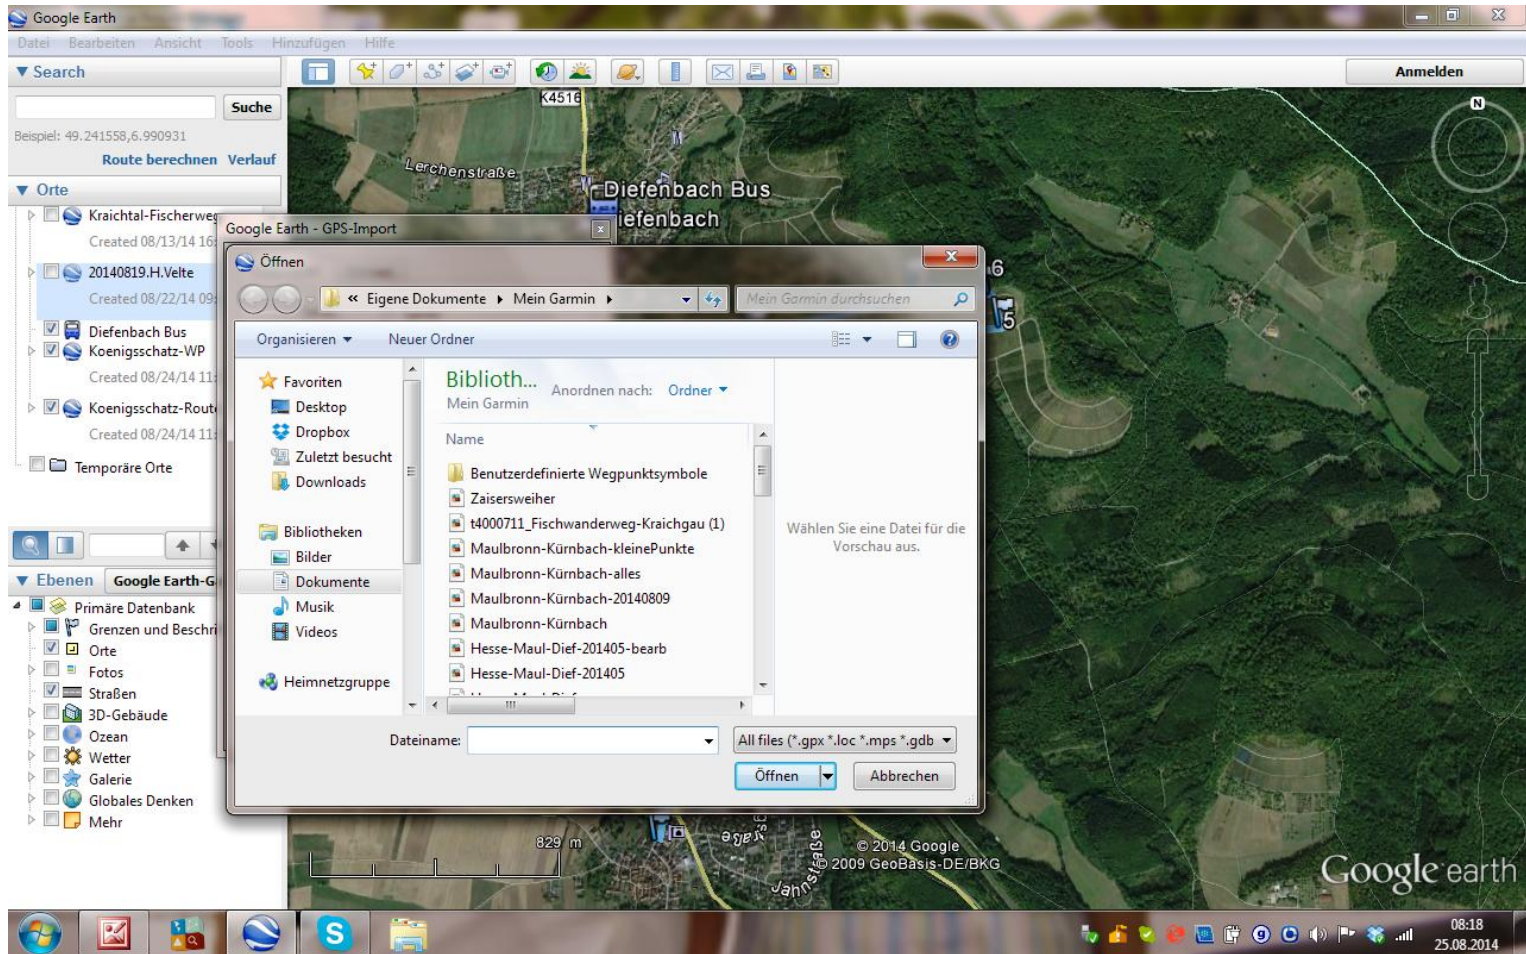 Google Earth
Datei Bearbeiten Ansicht Tools Hinzufügen Hilfe
Search
Anmelden
Suche
Beispiel: 49.241558,6.990931
Route berechnen Verlauf
Orte
Kraichtal-Fischerweg
Created 08/13/14 16:
20140819.H.Velte
Created 08/22/14 09:
Diefenbach Bus
Koenigsschatz-WP
Created 08/24/14 11:
Koenigsschatz-Rout
Created 08/24/14 11:
Temporäre Orte
Ebenen Google Earth-G
Primäre Datenbank
Grenzen und Beschri
Orte
Fotos
Straßen
3D-Gebäude
Ozean
Wetter
Galerie
Globales Denken
Mehr
K4516
Lerchenstraße
Diefenbach Bus
iefenbach
6
5
N
Google Earth - GPS-Import
Öffnen
« Eigene Dokumente Mein Garmin
Mein Garmin durchsuchen
Organisieren Neuer Ordner
Favoriten
Desktop
Dropbox
Zuletzt besucht
Downloads
Bibliotheken
Bilder
Dokumente
Musik
Videos
Heimnetzgruppe
Biblioth...
Mein Garmin
Anordnen nach: Ordner
Name
Benutzerdefinierte Wegpunktsymbole
Zaisersweiher
t4000711_Fischwanderweg-Kraichgau (1)
Maulbronn-Kürnbach-kleinePunkte
Maulbronn-Kürnbach-alles
Maulbronn-Kürnbach-20140809
Maulbronn-Kürnbach
Hesse-Maul-Dief-201405-bearb
Hesse-Maul-Dief-201405
Wählen Sie eine Datei für die
Vorschau aus.
Dateiname:
All files (*.gpx *.loc *.mps *.gdb
Öffnen
Abbrechen
829 m
Jahnstraße
© 2014 Google
© 2009 GeoBasis-DE/BKG
Google earth
08:18
25.08.2014